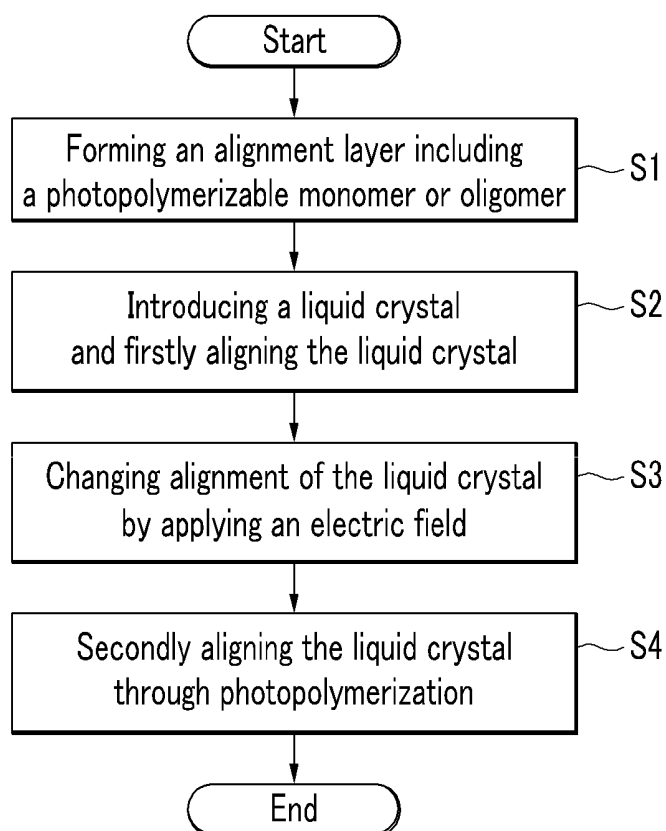 Start
Forming an alignment layer including
a photopolymerizable monomer or oligomer
S1
Introducing a liquid crystal
and firstly aligning the liquid crystal
S2
Changing alignment of the liquid crystal
by applying an electric field
S3
Secondly aligning the liquid crystal
through photopolymerization
S4
End